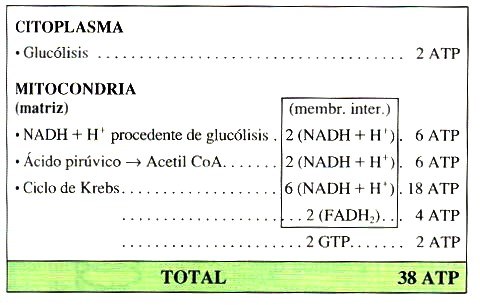 CITOPLASMA
• Glucólisis ..................................... 2 ATP
MITOCONDRIA
(matriz) (membr. inter.)
• NADH + H⁺ procedente de glucólisis . 2 (NADH + H⁺) . 6 ATP
• Ácido pirúvico → Acetil CoA....... 2 (NADH + H⁺) . 6 ATP
• Ciclo de Krebs................... 6 (NADH + H⁺) . 18 ATP
................... 2 (FADH₂)... 4 ATP
................... 2 GTP....... 2 ATP
TOTAL 38 ATP